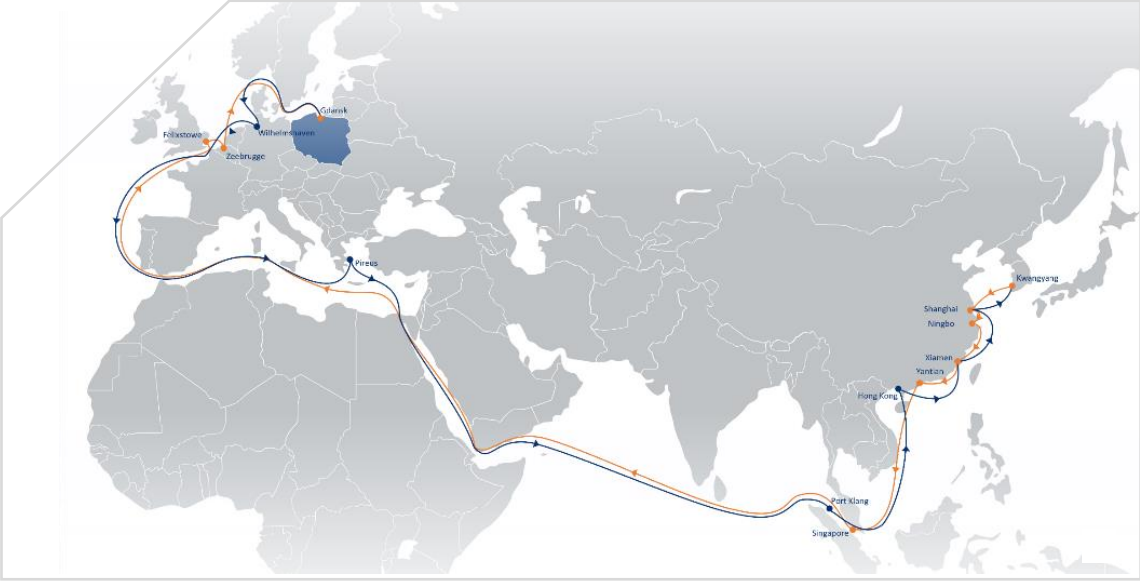 Gdansk
Felixstowe
Wilhelmshaven
Zeebrugge
Pireus
Kwangyang
Shanghai
Ningbo
Xiamen
Yantian
Hong Kong
Port Klang
Singapore